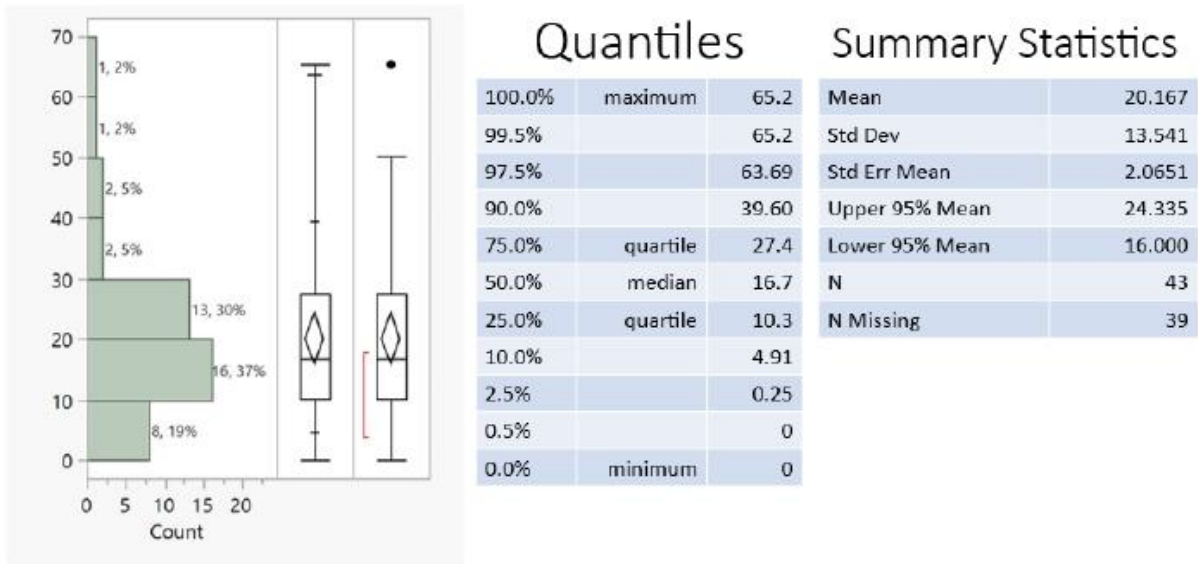 70
60
50
40
30
20
10
0
1, 2%
1, 2%
2, 5%
2, 5%
13, 30%
16, 37%
8, 19%
0 5 10 15 20
Count
Quantiles
100.0% maximum 65.2
99.5% 65.2
97.5% 63.69
90.0% 39.60
75.0% quartile 27.4
50.0% median 16.7
25.0% quartile 10.3
10.0% 4.91
2.5% 0.25
0.5% 0
0.0% minimum 0
Summary Statistics
Mean 20.167
Std Dev 13.541
Std Err Mean 2.0651
Upper 95% Mean 24.335
Lower 95% Mean 16.000
N 43
N Missing 39